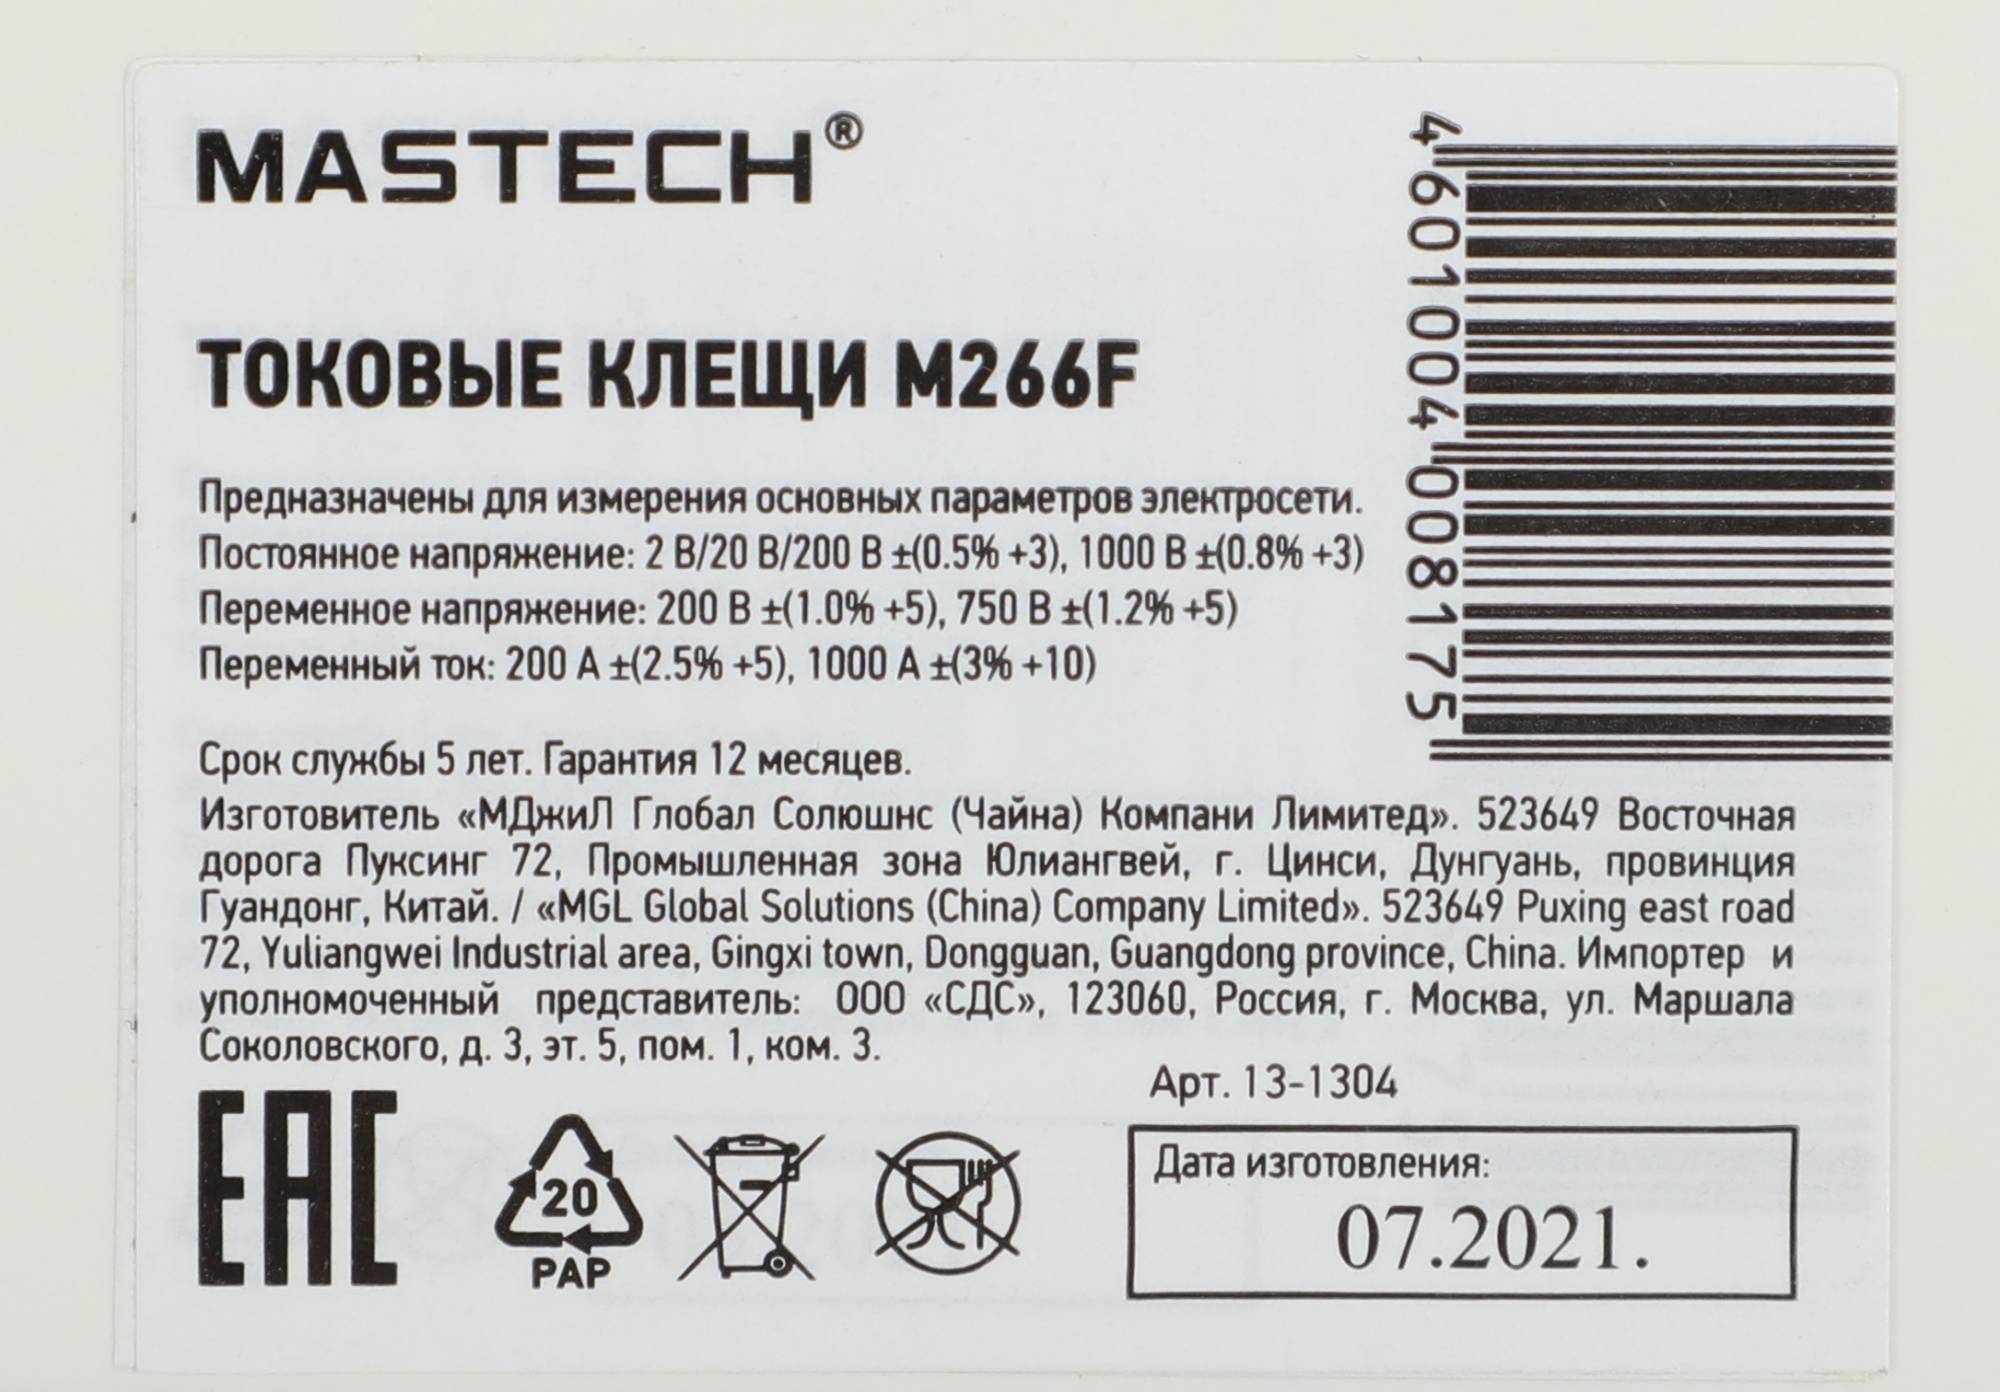 MASTECH®
ТОКОВЫЕ КЛЕЩИ M266F
Предназначены для измерения основных параметров электросети.
Постоянное напряжение: 2 В/20 В/200 В ±(0.5% +3), 1000 В ±(0.8% +3)
Переменное напряжение: 200 В ±(1.0% +5), 750 В ±(1.2% +5)
Переменный ток: 200 А ±(2.5% +5), 1000 А ±(3% +10)
Срок службы 5 лет. Гарантия 12 месяцев.
Изготовитель «МДжиЛ Глобал Солюшнс (Чайна) Компани Лимитед». 523649 Восточная
дорога Пуксинг 72, Промышленная зона Юлиангвей, г. Цинси, Дунгуань, провинция
Гуандонг, Китай. / «MGL Global Solutions (China) Company Limited». 523649 Puxing east road
72, Yuliangwei Industrial area, Gingxi town, Dongguan, Guangdong province, China. Импортер и
уполномоченный представитель: ООО «СДС», 123060, Россия, г. Москва, ул. Маршала
Соколовского, д. 3, эт. 5, пом. 1, ком. 3.
Арт. 13-1304
EAC
20
PAP
Дата изготовления:
07.2021.
4 601004 008175